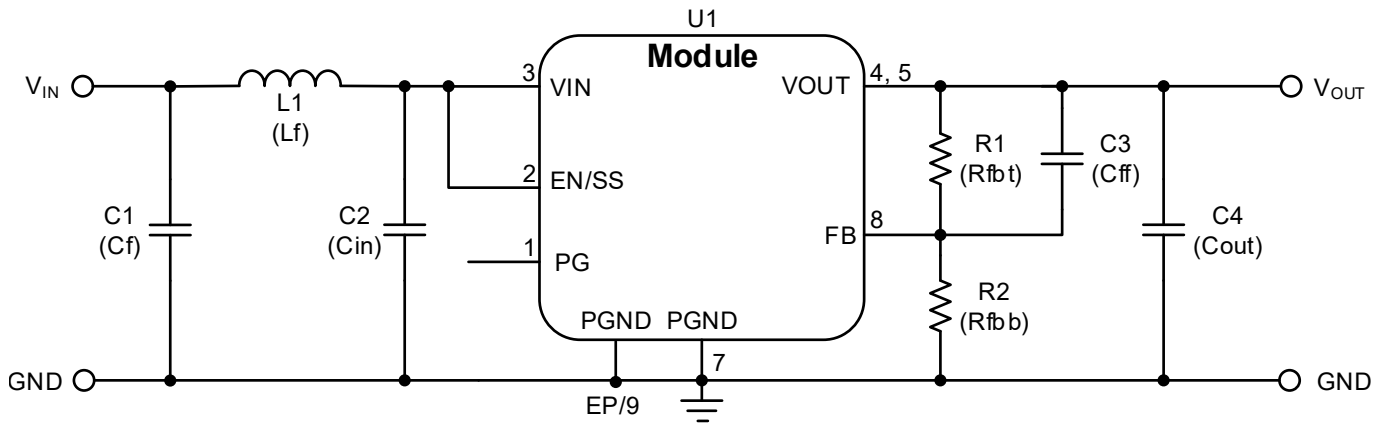 U1
Module
V_IN
L1
(Lf)
3
VIN
VOUT
4, 5
V_OUT
2
EN/SS
R1
(Rfbt)
C3
(Cff)
C1
(Cf)
C2
(Cin)
1
PG
FB
8
C4
(Cout)
R2
(Rfbb)
PGND
PGND
7
GND
EP/9
GND